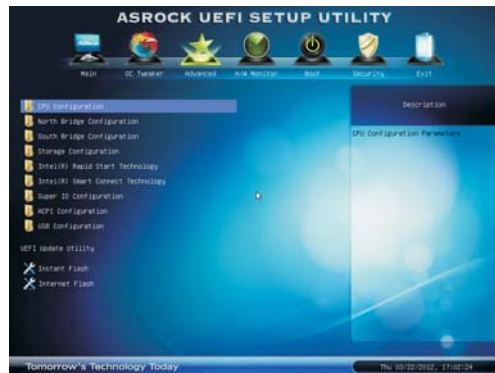 ASROCK UEFI SETUP UTILITY
Main OC Tweaker Advanced H/W Monitor Boot Security Exit
CPU Configuration
North Bridge Configuration
South Bridge Configuration
Storage Configuration
Intel(R) Rapid Start Technology
Intel(R) Smart Connect Technology
Super IO Configuration
ACPI Configuration
USB Configuration
UEFI Update Utility
Instant Flash
Internet Flash
Description
CPU Configuration Parameters
Tomorrow's Technology Today
Thu 03/22/2012, 17:02:24